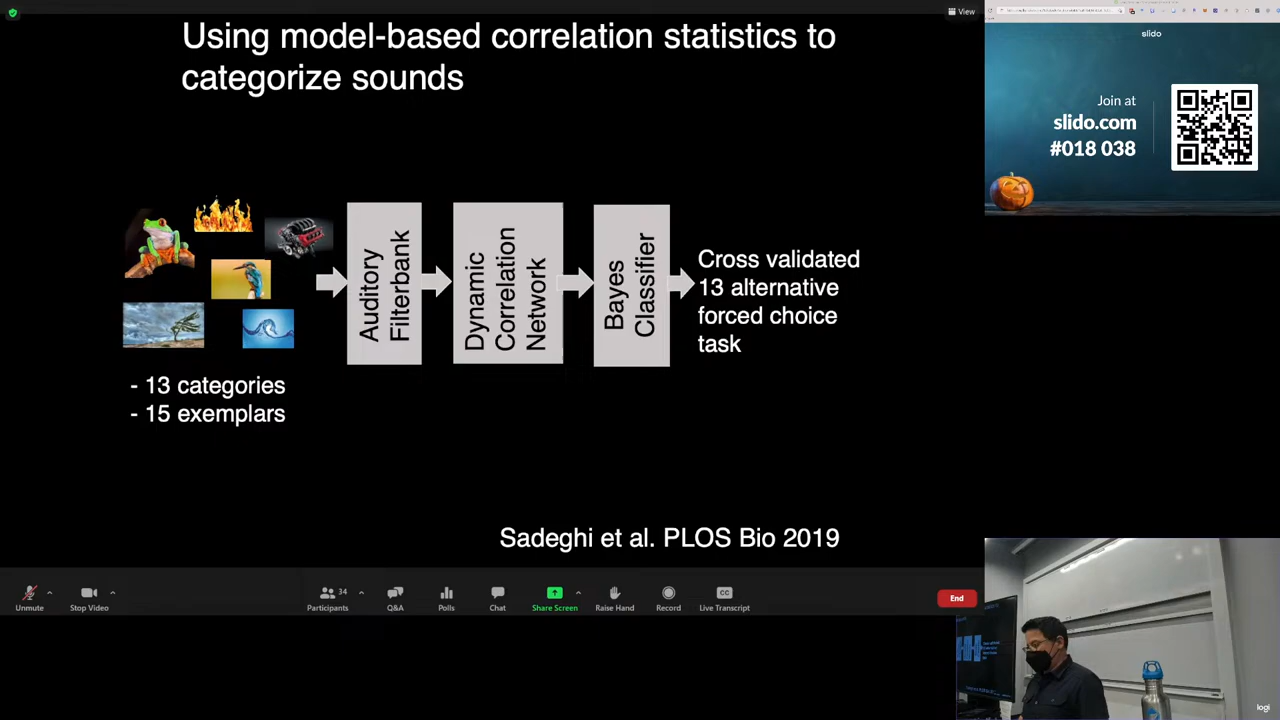 Using model-based correlation statistics to
categorize sounds
Auditory
Filterbank
Dynamic
Correlation
Network
Bayes
Classifier
Cross validated
13 alternative
forced choice
task
- 13 categories
- 15 exemplars
Sadeghi et al. PLOS Bio 2019
View
slido
Join at
slido.com
#018 038
Unmute
Stop Video
34
Participants
Q&A
Polls
Chat
Share Screen
Raise Hand
Record
CC
Live Transcript
End
logi